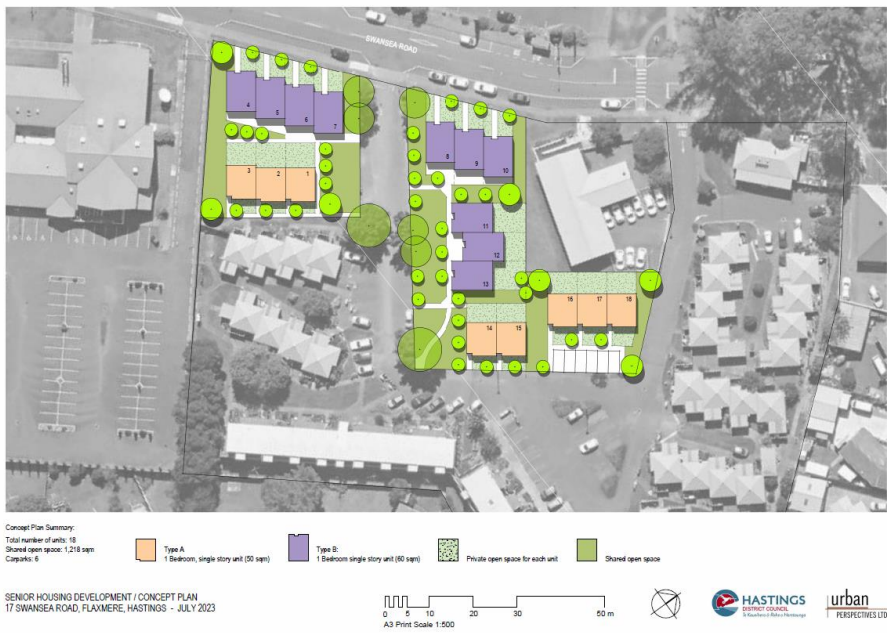 SWANSEA ROAD
4
5
6
7
3
2
1
8
9
10
11
12
13
14
15
16
17
18
Concept Plan Summary:
Total number of units: 18
Shared open space: 1,218 sqm
Carparks: 6
Type A
1 Bedroom, single story unit (50 sqm)
Type B:
1 Bedroom single story unit (60 sqm)
Private open space for each unit
Shared open space
SENIOR HOUSING DEVELOPMENT / CONCEPT PLAN
17 SWANSEA ROAD, FLAXMERE, HASTINGS - JULY 2023
0 5 10 20 30 50 m
A3 Print Scale 1:500
HASTINGS
DISTRICT COUNCIL
urban
PERSPECTIVES LTD